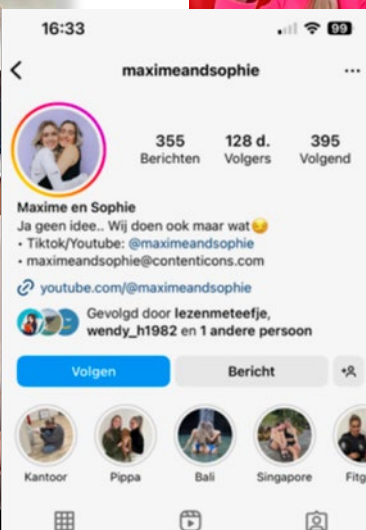 16:33
99
maximeandsophie
355 128 d. 395
Berichten Volgers Volgend
Maxime en Sophie
Ja geen idee.. Wij doen ook maar wat😏
• Tiktok/Youtube: @maximeandsophie
• maximeandsophie@contenticons.com
youtube.com/@maximeandsophie
Gevolgd door lezenmeteefje,
wendy_h1982 en 1 andere persoon
Volgen Bericht
Kantoor Pippa Bali Singapore Fitg